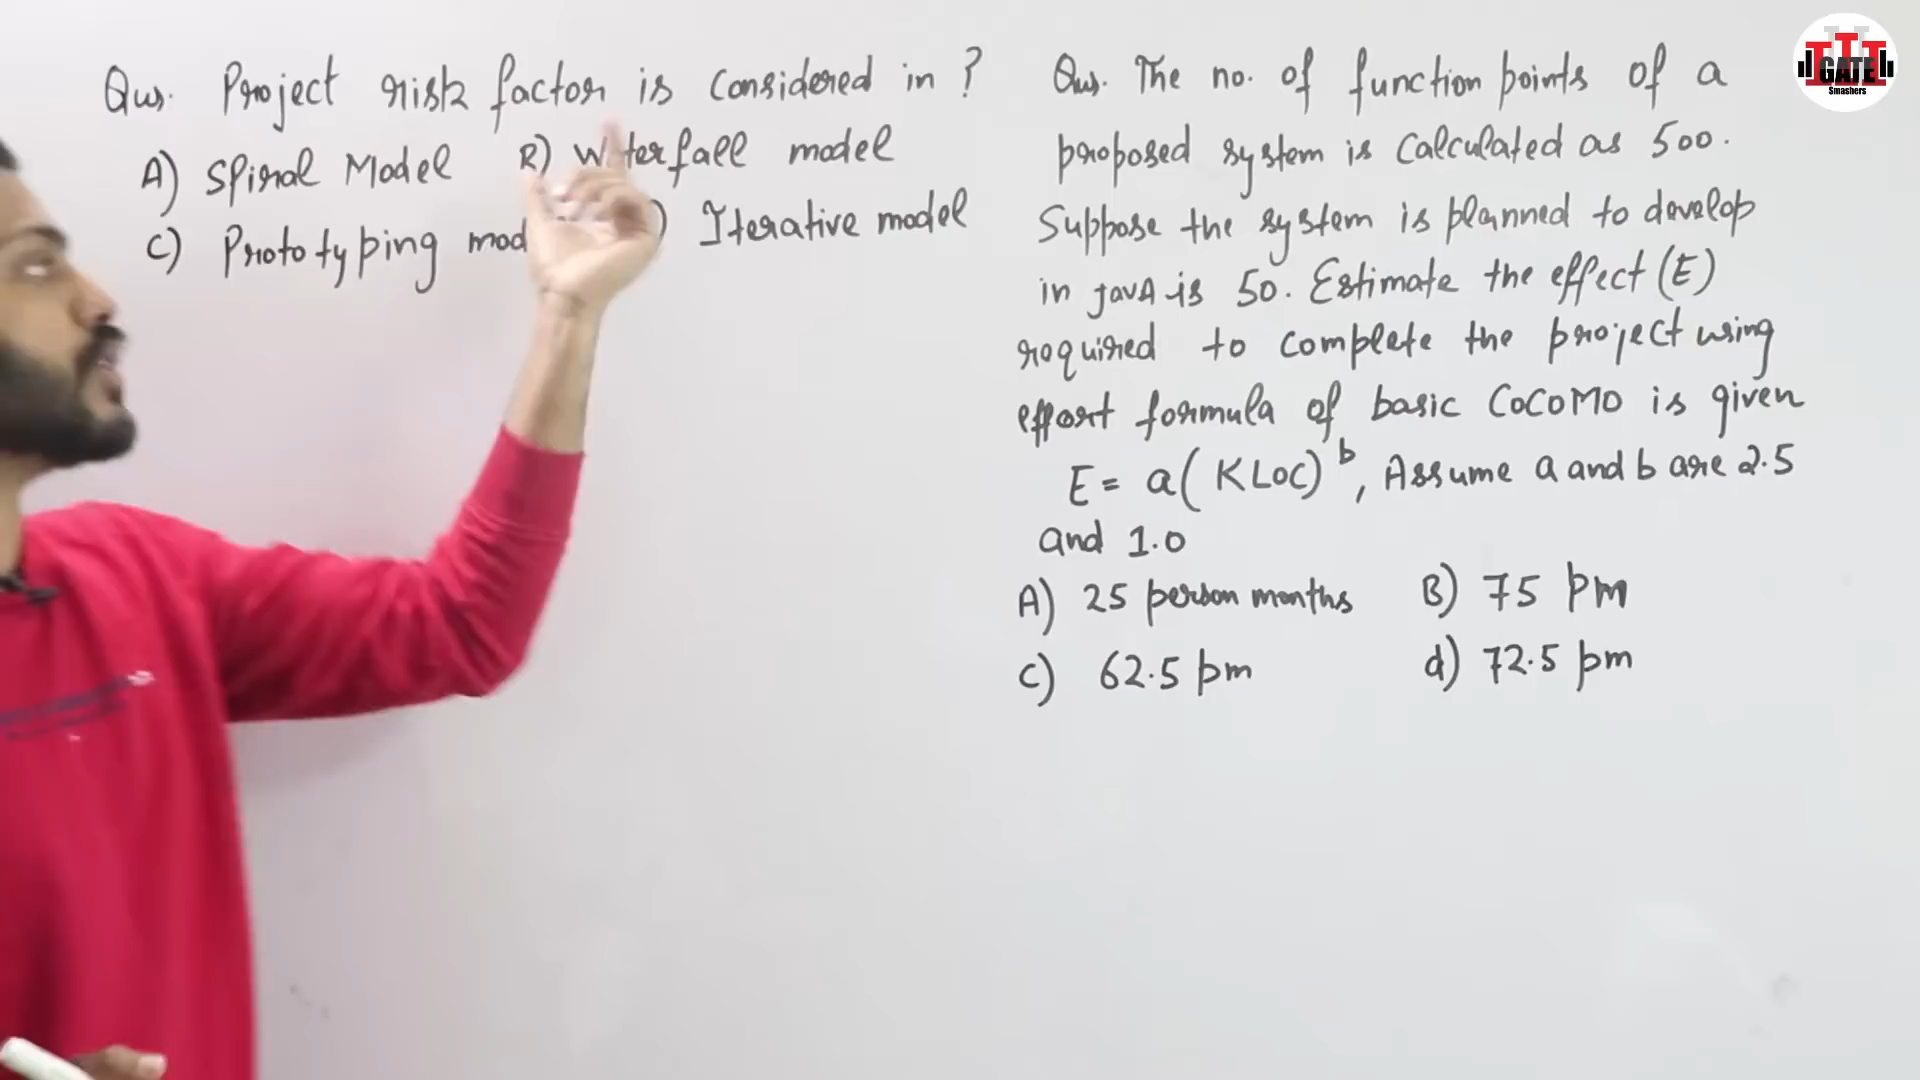 Qus. Project risk factor is Considered in ?
A) Spiral Model B) Waterfall model
C) Prototyping mod ) Iterative model
Qus. The no. of function points of a
proposed system is Calculated as 500.
Suppose the system is planned to develop
in javA is 50. Estimate the effect (E)
required to complete the project using
effort formula of basic COCOMO is given
E = a(KLOC)^b, Assume a and b are 2.5
and 1.0
A) 25 person months B) 75 pm
C) 62.5 pm d) 72.5 pm
GATE
Smashers